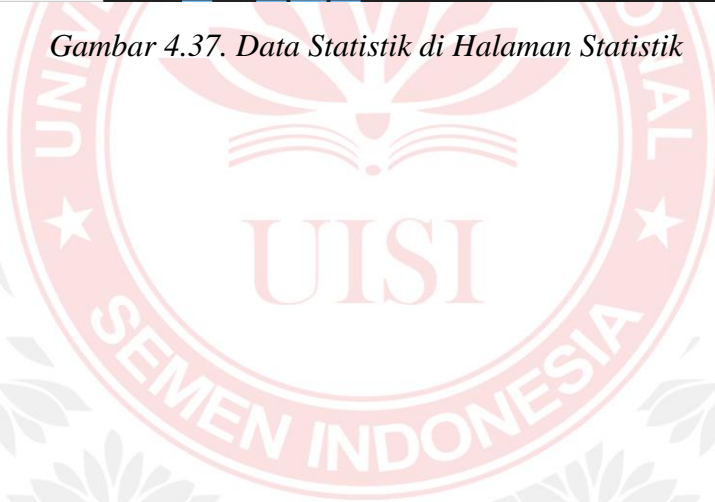 Gambar 4.37. Data Statistik di Halaman Statistik
UISI
SEMEN INDONESIA